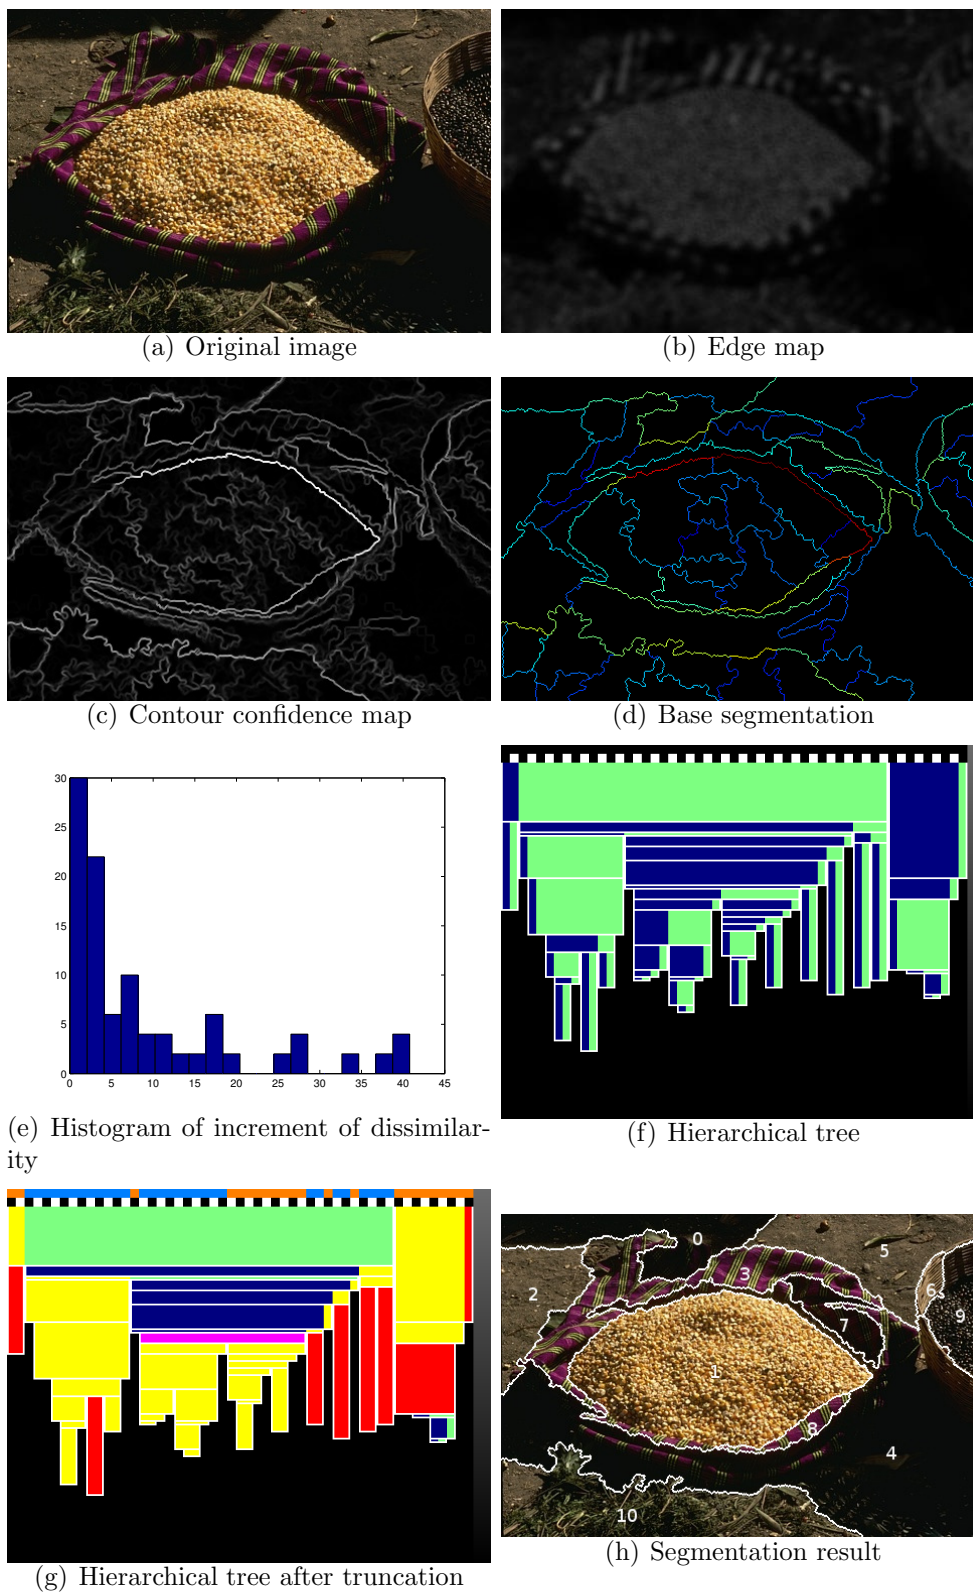 (a) Original image
(b) Edge map
(c) Contour confidence map
(d) Base segmentation
30
25
20
15
10
5
0
0 5 10 15 20 25 30 35 40 45
(e) Histogram of increment of dissimilar-
ity
(f) Hierarchical tree
(g) Hierarchical tree after truncation
0
5
3
6
2
9
7
1
8
4
10
(h) Segmentation result